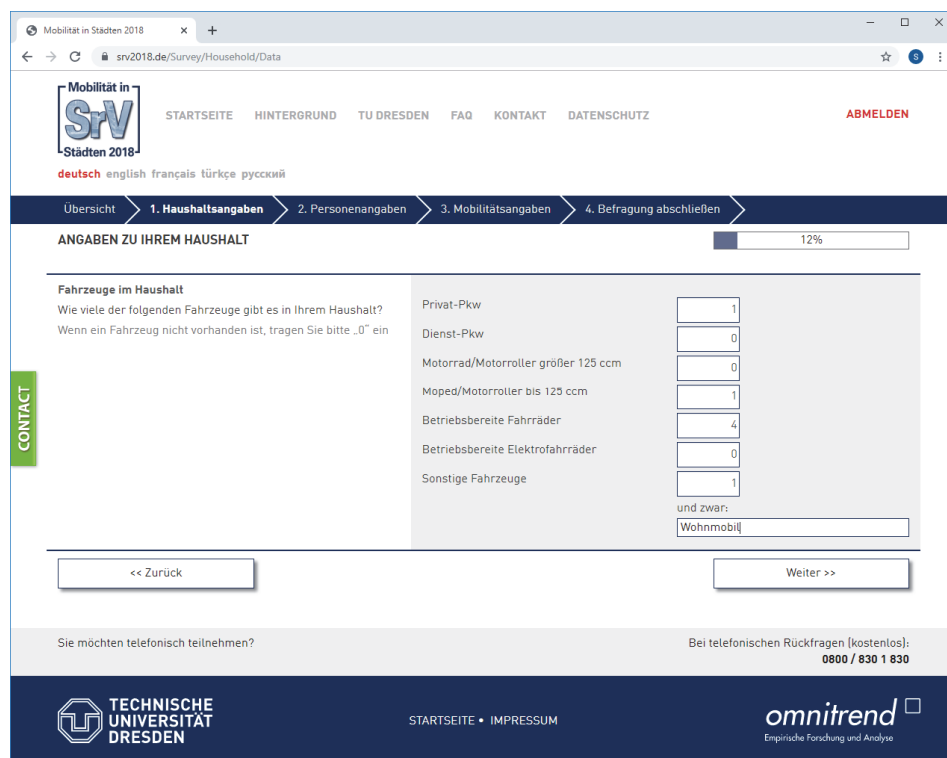 Mobilität in Städten 2018
srv2018.de/Survey/Household/Data
S
Mobilität in
SrV
Städten 2018
STARTSEITE HINTERGRUND TU DRESDEN FAQ KONTAKT DATENSCHUTZ
ABMELDEN
deutsch english français türkçe русский
Übersicht 1. Haushaltsangaben 2. Personenangaben 3. Mobilitätsangaben 4. Befragung abschließen
ANGABEN ZU IHREM HAUSHALT
12%
Fahrzeuge im Haushalt
Wie viele der folgenden Fahrzeuge gibt es in Ihrem Haushalt?
Wenn ein Fahrzeug nicht vorhanden ist, tragen Sie bitte „0“ ein
Privat-Pkw 1
Dienst-Pkw 0
Motorrad/Motorroller größer 125 ccm 0
Moped/Motorroller bis 125 ccm 1
Betriebsbereite Fahrräder 4
Betriebsbereite Elektrofahrräder 0
Sonstige Fahrzeuge 1
und zwar:
Wohnmobil
CONTACT
<< Zurück
Weiter >>
Sie möchten telefonisch teilnehmen?
Bei telefonischen Rückfragen (kostenlos):
0800 / 830 1 830
TECHNISCHE
UNIVERSITÄT
DRESDEN
STARTSEITE • IMPRESSUM
omnitrend
Empirische Forschung und Analyse